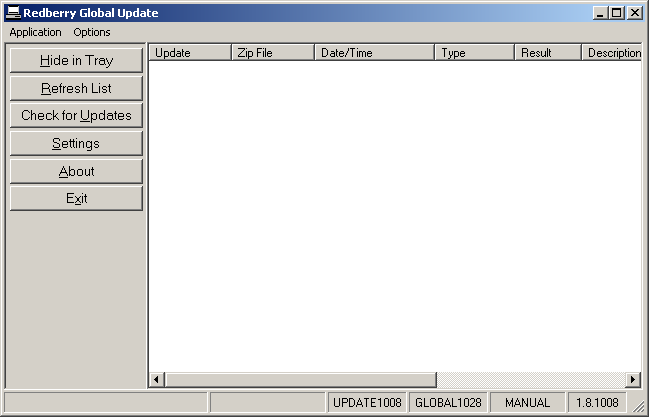 Redberry Global Update
Application Options
Hide in Tray
Refresh List
Check for Updates
Settings
About
Exit
Update Zip File Date/Time Type Result Description
UPDATE1008 GLOBAL1028 MANUAL 1.8.1008